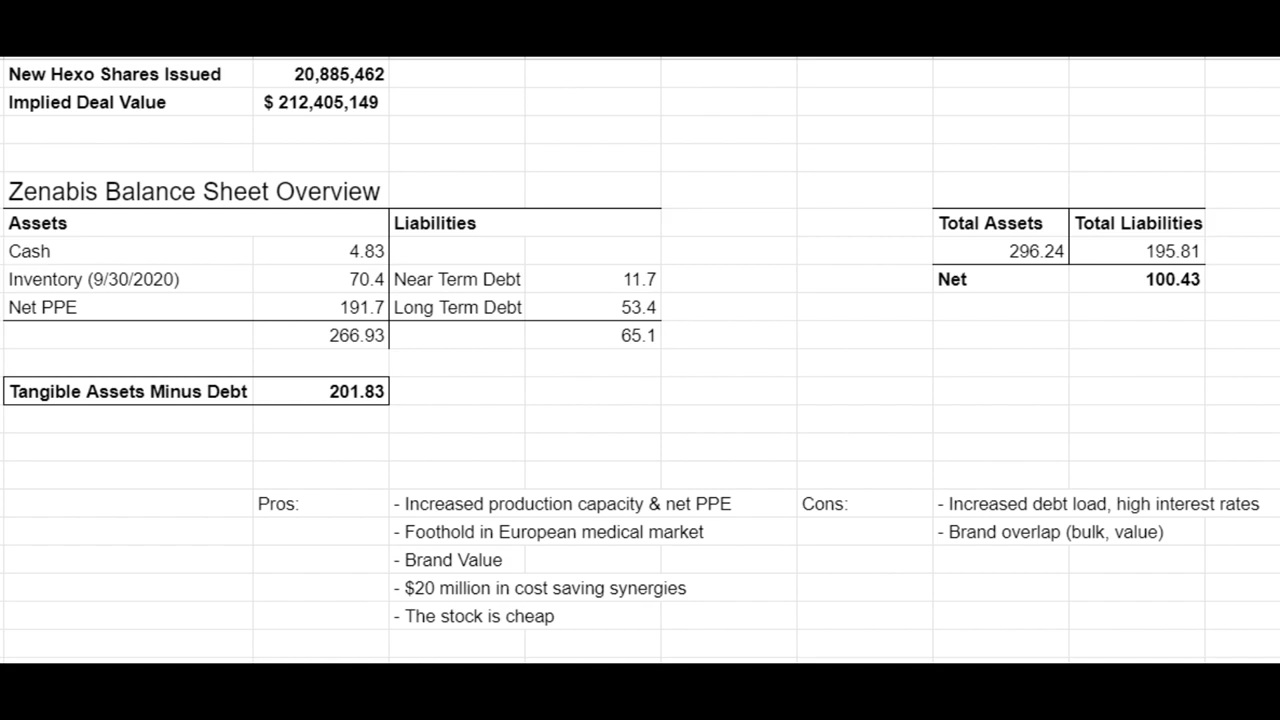 New Hexo Shares Issued 20,885,462
Implied Deal Value $ 212,405,149
Zenabis Balance Sheet Overview
Assets Liabilities Total Assets Total Liabilities
Cash 4.83 296.24 195.81
Inventory (9/30/2020) 70.4 Near Term Debt 11.7 Net 100.43
Net PPE 191.7 Long Term Debt 53.4
266.93 65.1
Tangible Assets Minus Debt 201.83
Pros: - Increased production capacity & net PPE Cons: - Increased debt load, high interest rates
- Foothold in European medical market - Brand overlap (bulk, value)
- Brand Value
- $20 million in cost saving synergies
- The stock is cheap